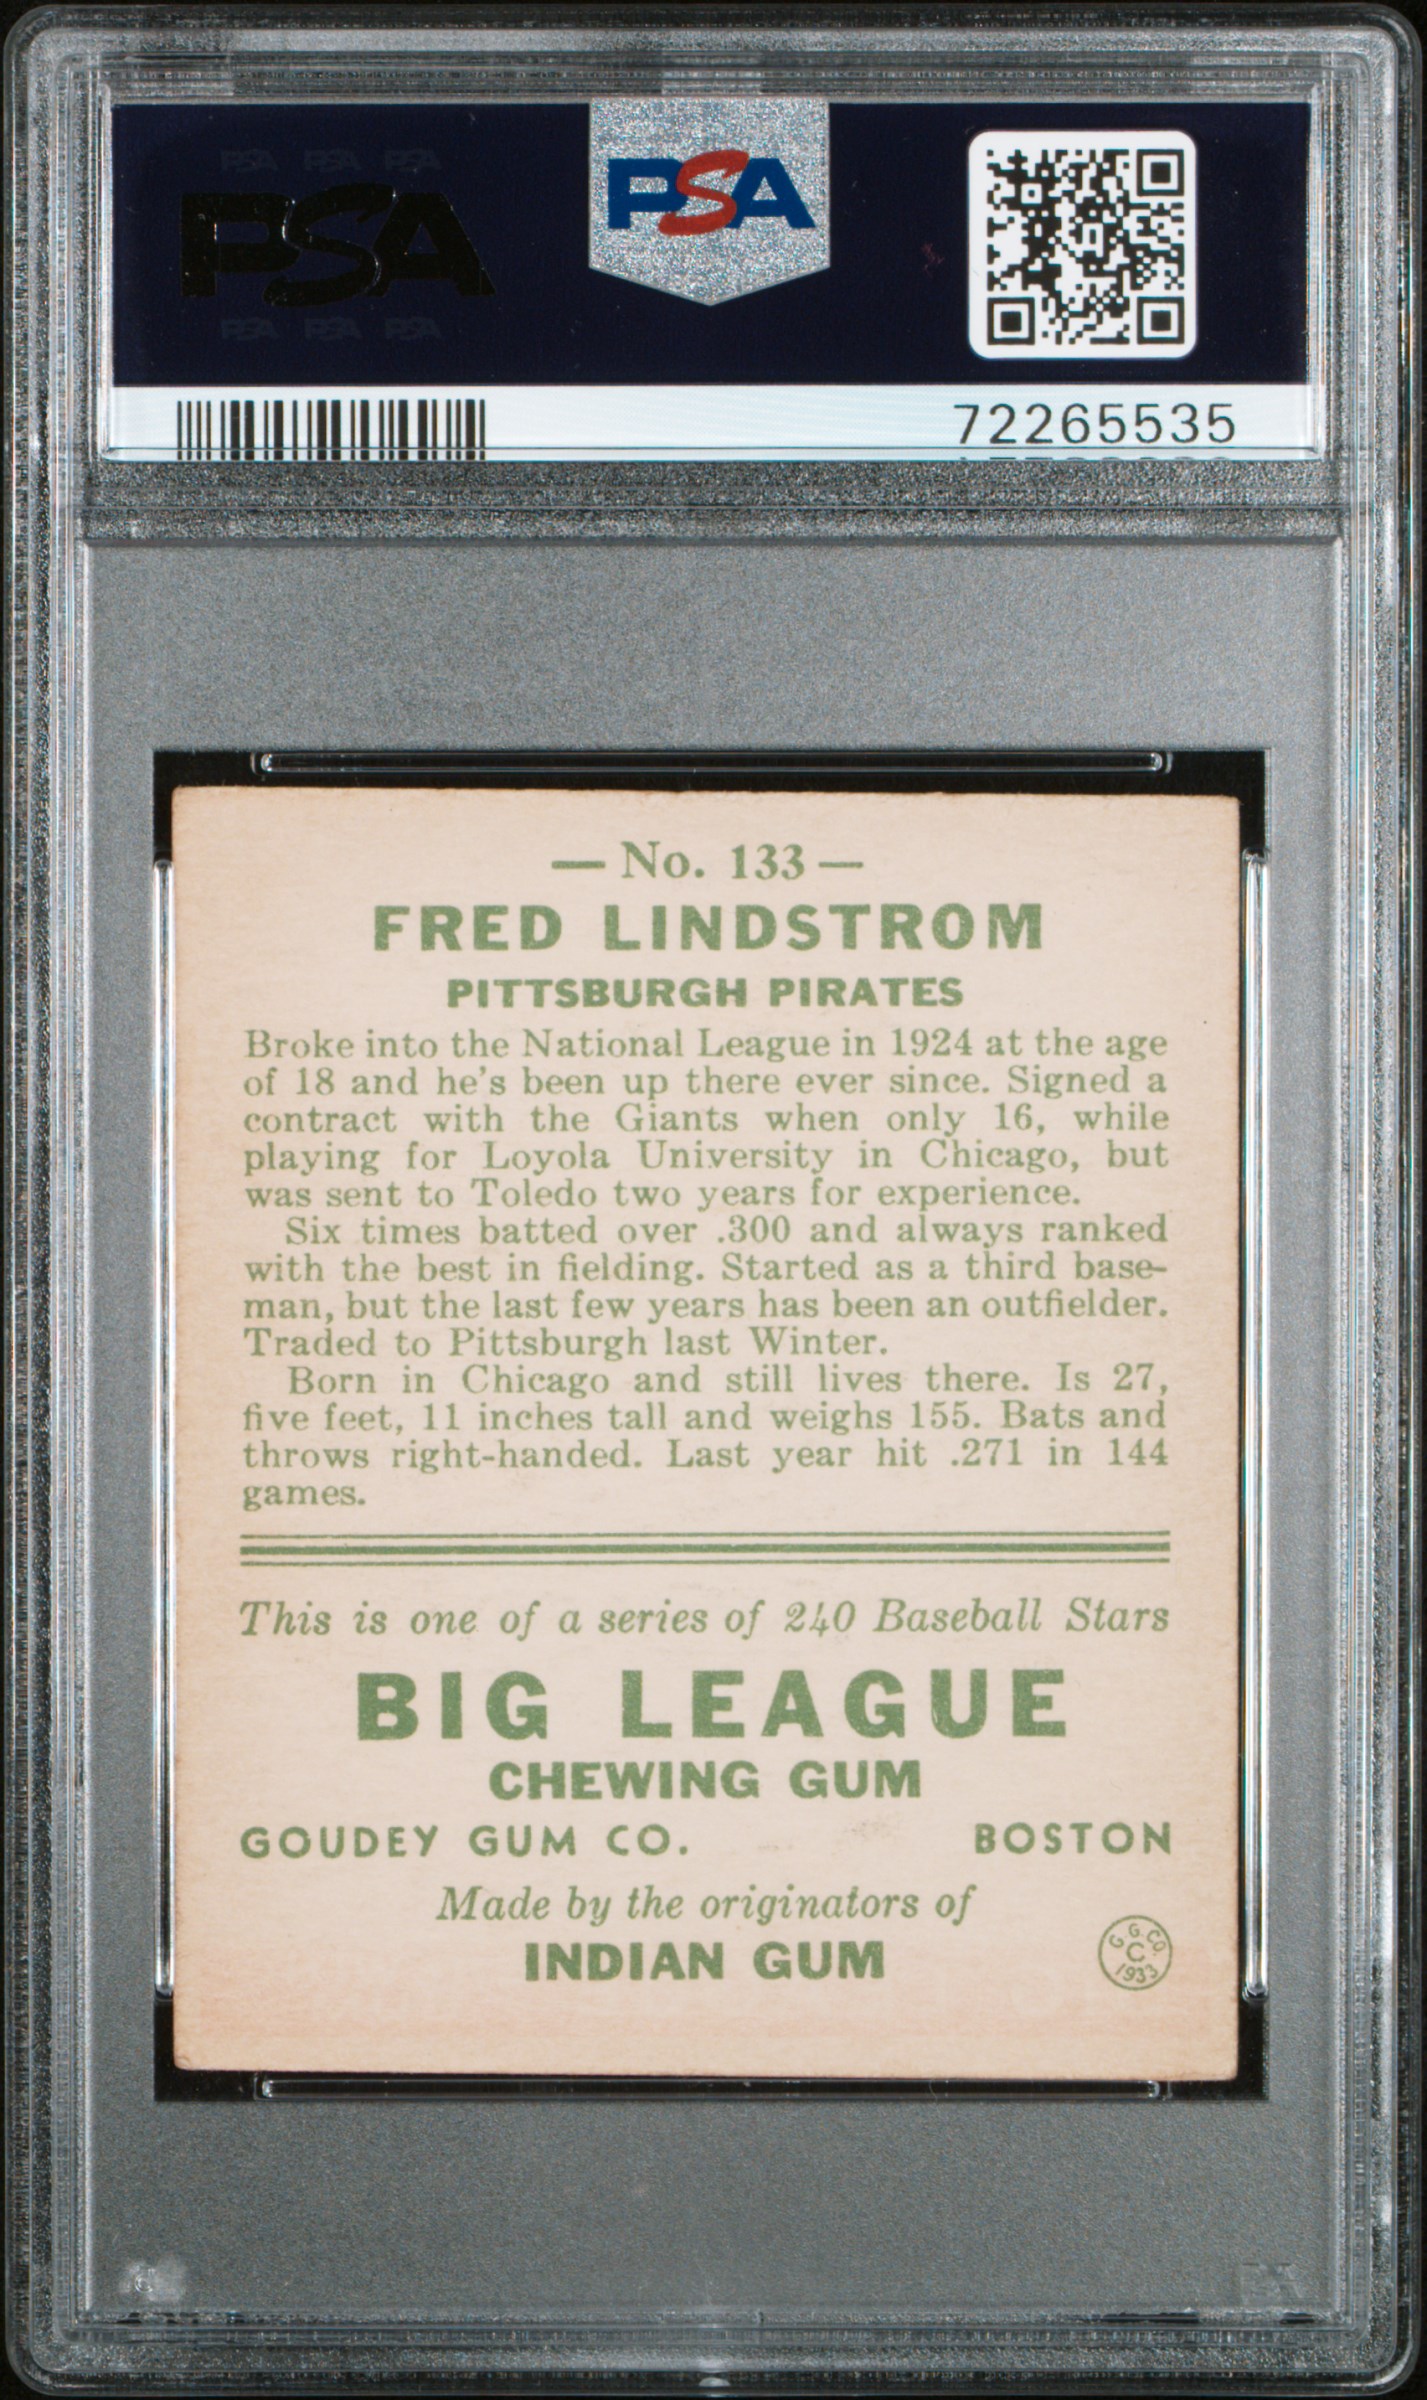 PSA PSA PSA
PSA
PSA
PSA PSA PSA
72265535
— No. 133 —
FRED LINDSTROM
PITTSBURGH PIRATES
Broke into the National League in 1924 at the age
of 18 and he's been up there ever since. Signed a
contract with the Giants when only 16, while
playing for Loyola University in Chicago, but
was sent to Toledo two years for experience.
Six times batted over .300 and always ranked
with the best in fielding. Started as a third base-
man, but the last few years has been an outfielder.
Traded to Pittsburgh last Winter.
Born in Chicago and still lives there. Is 27,
five feet, 11 inches tall and weighs 155. Bats and
throws right-handed. Last year hit .271 in 144
games.
This is one of a series of 240 Baseball Stars
BIG LEAGUE
CHEWING GUM
GOUDEY GUM CO. BOSTON
Made by the originators of
INDIAN GUM
G. G. CO.
C
1933